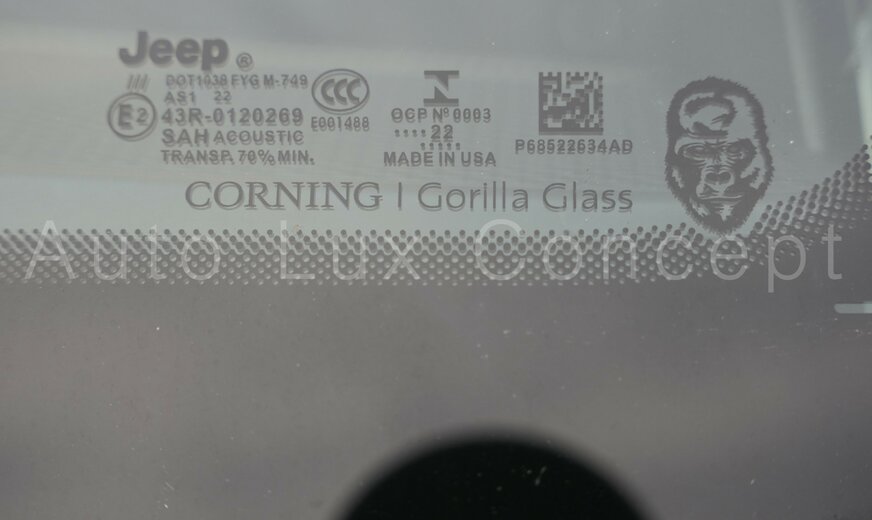 Jeep®
DOT1038 FYG M-749
AS1 22
E2 43R-0120269
SAH ACOUSTIC
TRANSP. 70% MIN.
CCC
E001488
OCP Nº 0003
.....22
MADE IN USA
P68522634AD
CORNING | Gorilla Glass
Auto Lux Concept